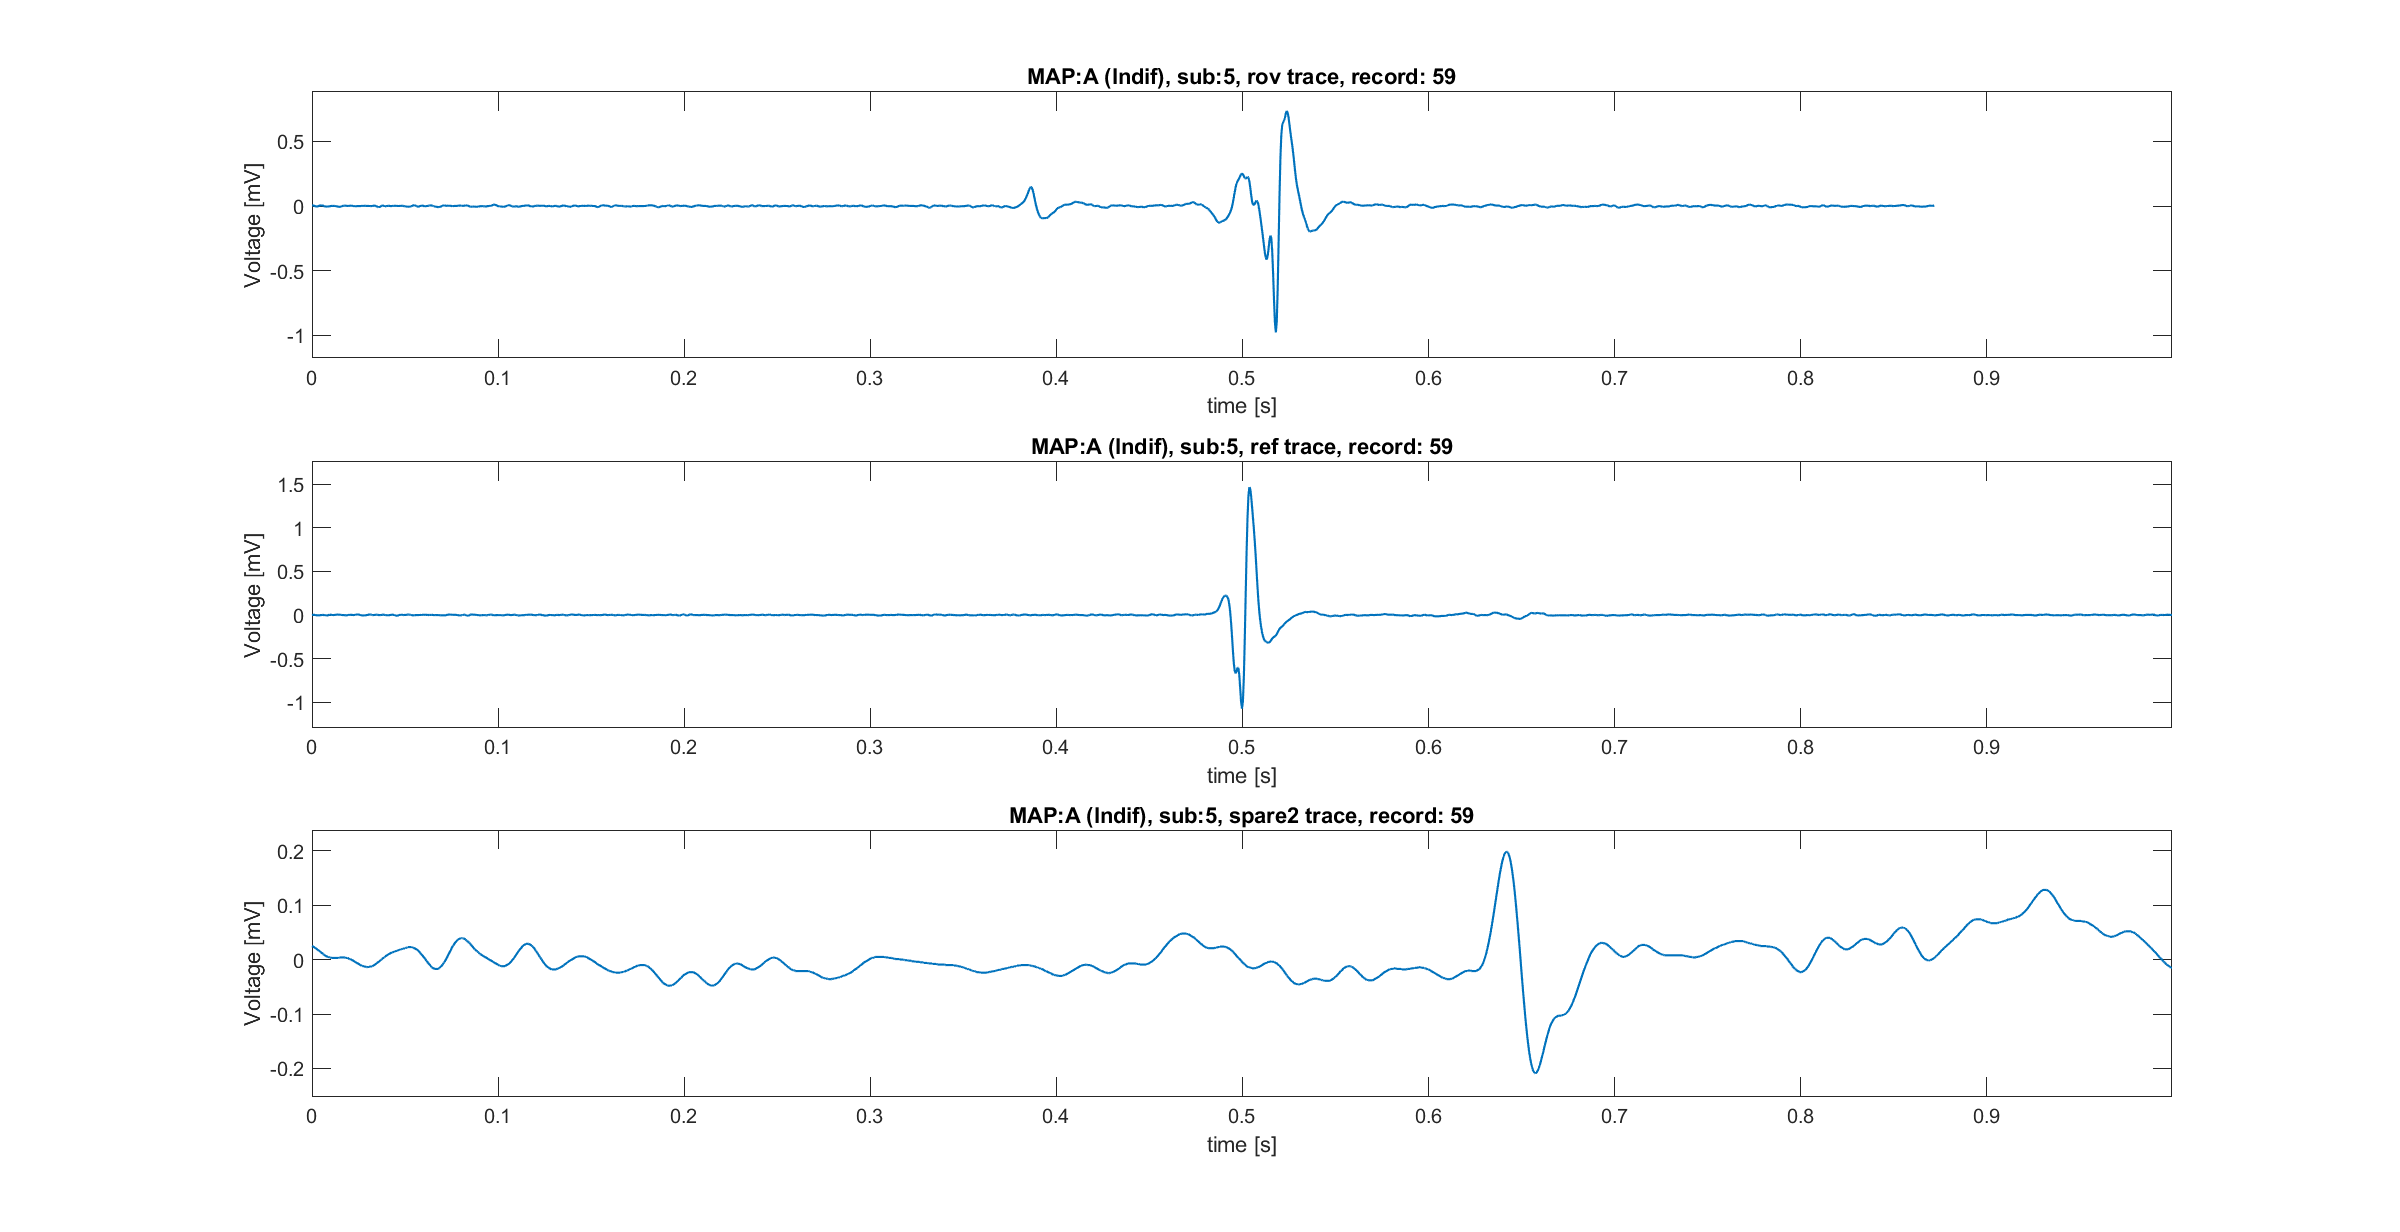 MAP:A (Indif), sub:5, rov trace, record: 59
Voltage [mV]
0.5
0
-0.5
-1
0 0.1 0.2 0.3 0.4 0.5 0.6 0.7 0.8 0.9
time [s]
MAP:A (Indif), sub:5, ref trace, record: 59
Voltage [mV]
1.5
1
0.5
0
-0.5
-1
0 0.1 0.2 0.3 0.4 0.5 0.6 0.7 0.8 0.9
time [s]
MAP:A (Indif), sub:5, spare2 trace, record: 59
Voltage [mV]
0.2
0.1
0
-0.1
-0.2
0 0.1 0.2 0.3 0.4 0.5 0.6 0.7 0.8 0.9
time [s]